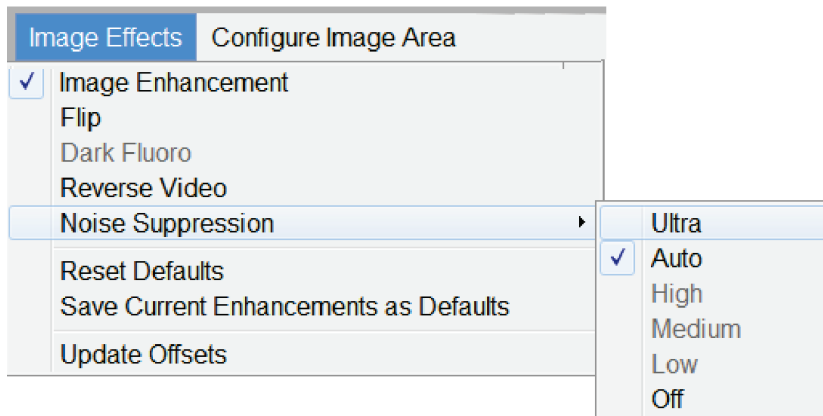 Image Effects Configure Image Area
Image Enhancement
Flip
Dark Fluoro
Reverse Video
Noise Suppression
Reset Defaults
Save Current Enhancements as Defaults
Update Offsets
Ultra
Auto
High
Medium
Low
Off